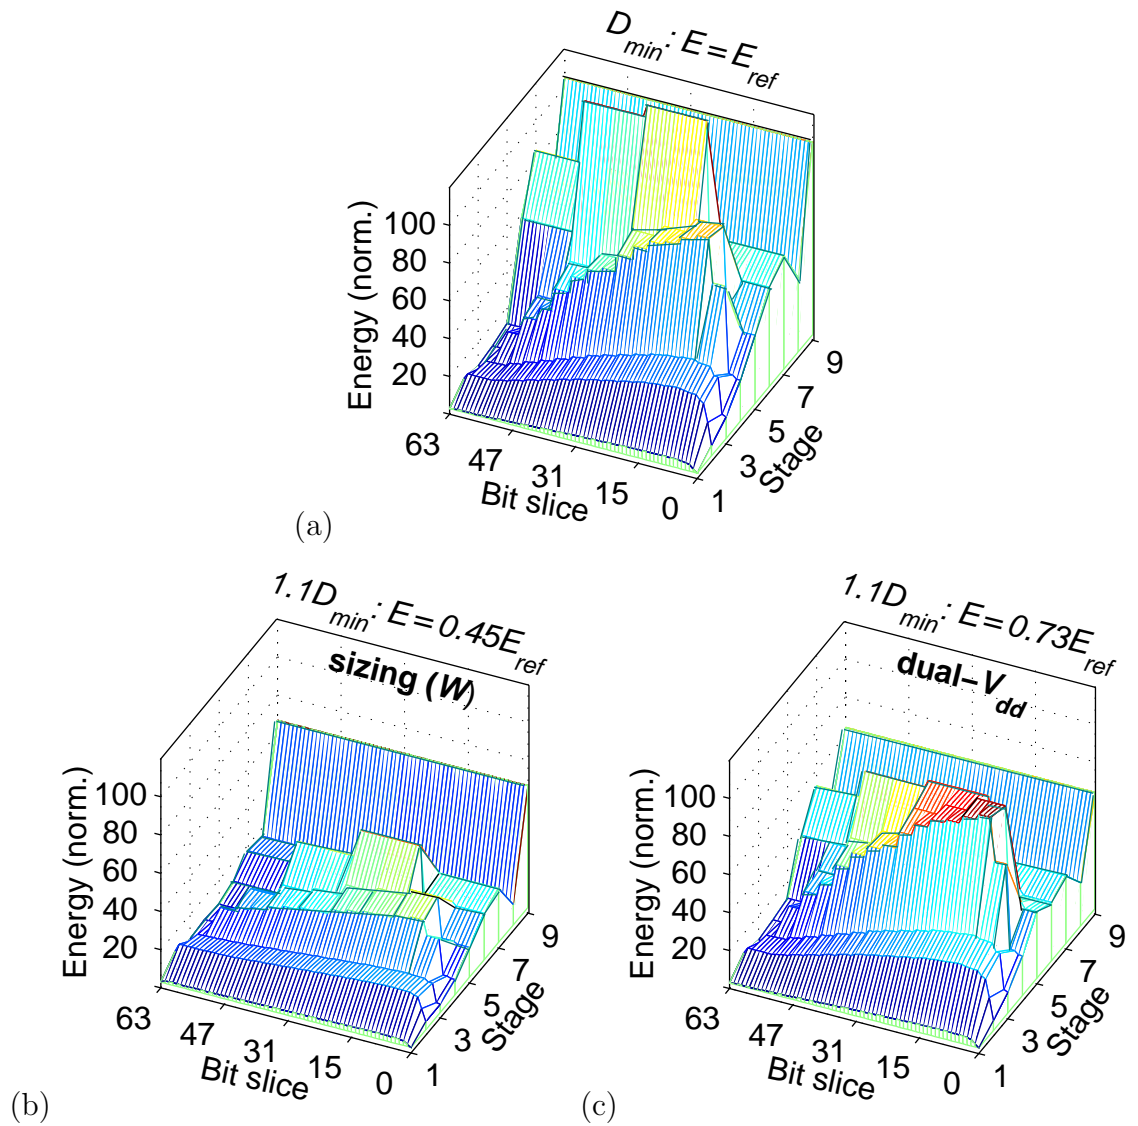 D_min: E=E_ref
Energy (norm.)
100
80
60
40
20
63
47
31
15
0
Bit slice
1
3
5
7
9
Stage
(a)
1.1D_min: E=0.45E_ref
sizing (W)
Energy (norm.)
100
80
60
40
20
63
47
31
15
0
Bit slice
1
3
5
7
9
Stage
(b)
1.1D_min: E=0.73E_ref
dual–V_dd
Energy (norm.)
100
80
60
40
20
63
47
31
15
0
Bit slice
1
3
5
7
9
Stage
(c)